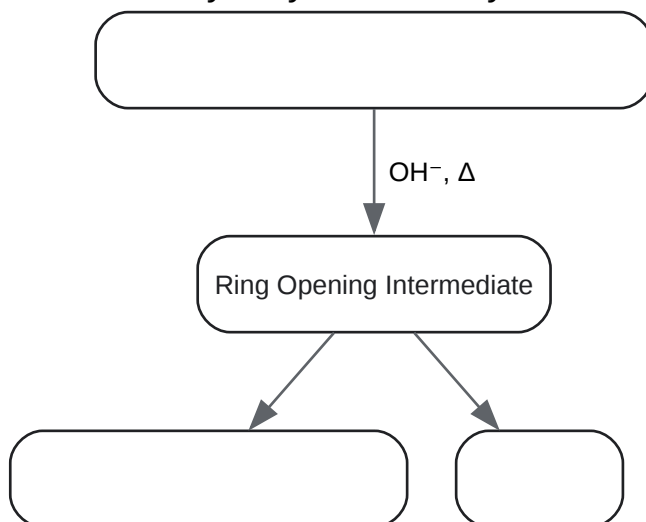 OH⁻, Δ
Ring Opening Intermediate